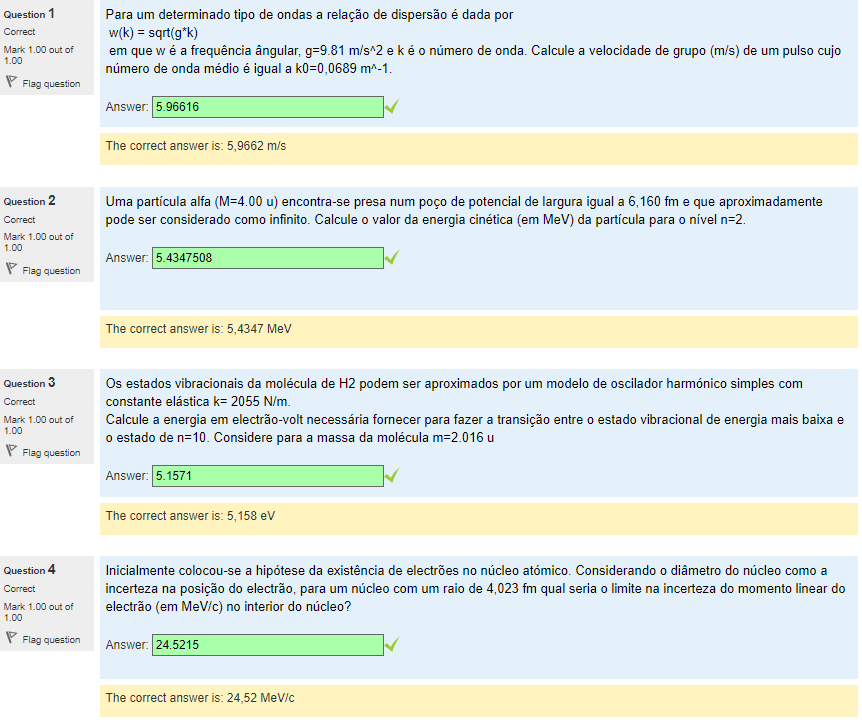 Question 1
Correct
Mark 1.00 out of
1.00
Flag question
Para um determinado tipo de ondas a relação de dispersão é dada por
w(k) = sqrt(g*k)
em que w é a frequência ângular, g=9.81 m/s^2 e k é o número de onda. Calcule a velocidade de grupo (m/s) de um pulso cujo
número de onda médio é igual a k0=0,0689 m^-1.
Answer: 5.96616
The correct answer is: 5,9662 m/s
Question 2
Correct
Mark 1.00 out of
1.00
Flag question
Uma partícula alfa (M=4.00 u) encontra-se presa num poço de potencial de largura igual a 6,160 fm e que aproximadamente
pode ser considerado como infinito. Calcule o valor da energia cinética (em MeV) da partícula para o nível n=2.
Answer: 5.4347508
The correct answer is: 5,4347 MeV
Question 3
Correct
Mark 1.00 out of
1.00
Flag question
Os estados vibracionais da molécula de H2 podem ser aproximados por um modelo de oscilador harmónico simples com
constante elástica k= 2055 N/m.
Calcule a energia em electrão-volt necessária fornecer para fazer a transição entre o estado vibracional de energia mais baixa e
o estado de n=10. Considere para a massa da molécula m=2.016 u
Answer: 5.1571
The correct answer is: 5,158 eV
Question 4
Correct
Mark 1.00 out of
1.00
Flag question
Inicialmente colocou-se a hipótese da existência de electrões no núcleo atómico. Considerando o diâmetro do núcleo como a
incerteza na posição do electrão, para um núcleo com um raio de 4,023 fm qual seria o limite na incerteza do momento linear do
electrão (em MeV/c) no interior do núcleo?
Answer: 24.5215
The correct answer is: 24,52 MeV/c